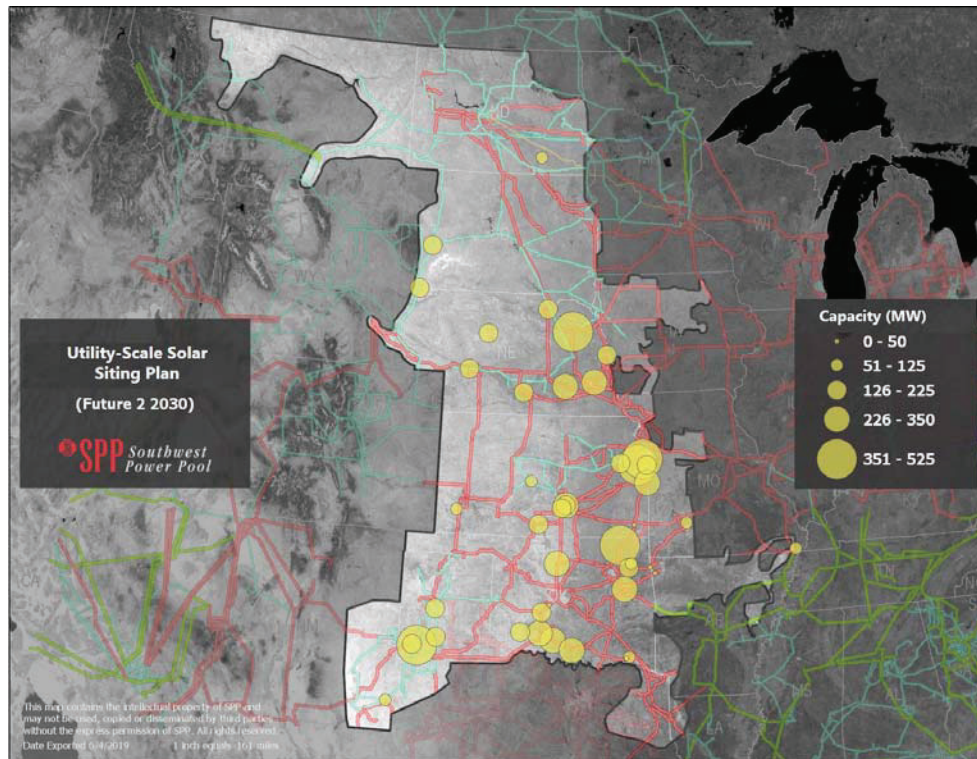 Utility-Scale Solar
Siting Plan
(Future 2 2030)
SPP Southwest
Power Pool
Capacity (MW)
0 - 50
51 - 125
126 - 225
226 - 350
351 - 525
WY
NE
MO
LA
This map contains the intellectual property of SPP and
may not be used, copied or disseminated by third parties
without the express permission of SPP. All rights reserved.
Date Exported 6/4/2019 1 inch equals 161 miles